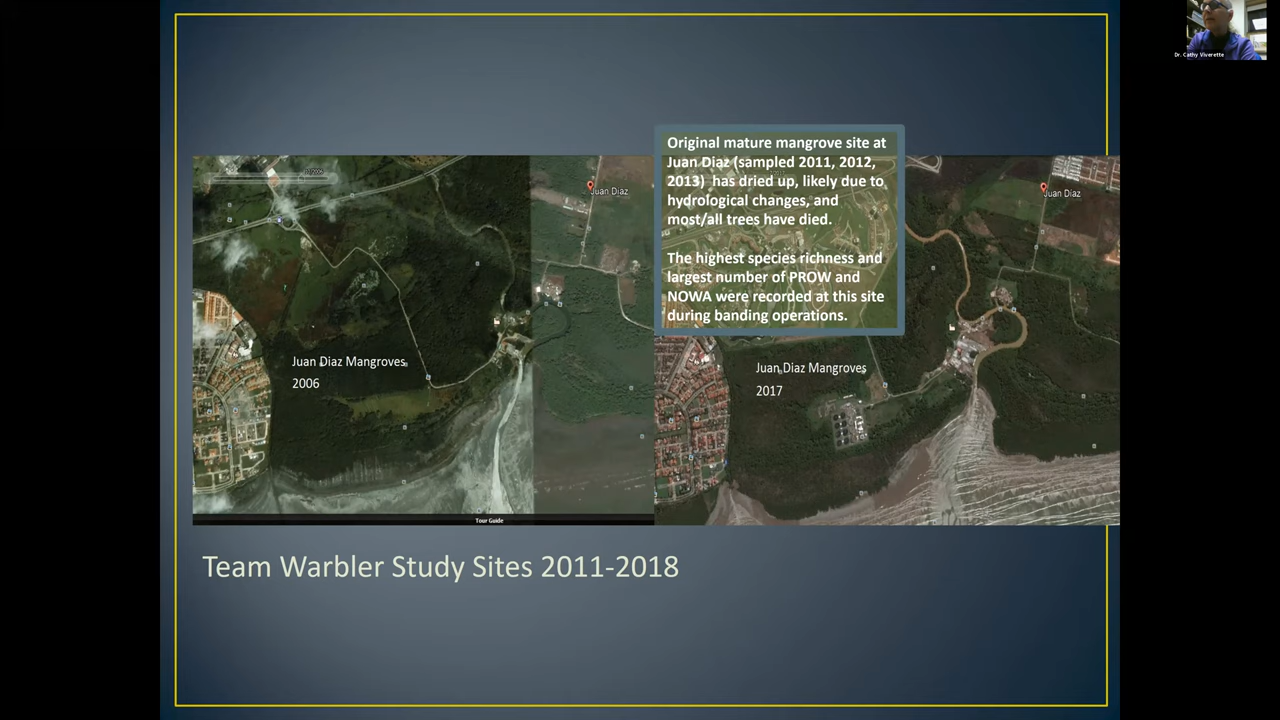 Dr. Cathy Viverette
Original mature mangrove site at
Juan Diaz (sampled 2011, 2012,
2013) has dried up, likely due to
hydrological changes, and
most/all trees have died.
The highest species richness and
largest number of PROW and
NOWA were recorded at this site
during banding operations.
Juan Diaz
Juan Diaz
Juan Diaz Mangroves
2006
Juan Diaz Mangroves
2017
Tour Guide
Team Warbler Study Sites 2011-2018